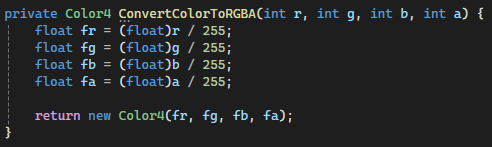 private Color4 ConvertColorToRGBA(int r, int g, int b, int a) {
    float fr = (float)r / 255;
    float fg = (float)g / 255;
    float fb = (float)b / 255;
    float fa = (float)a / 255;

    return new Color4(fr, fg, fb, fa);
}